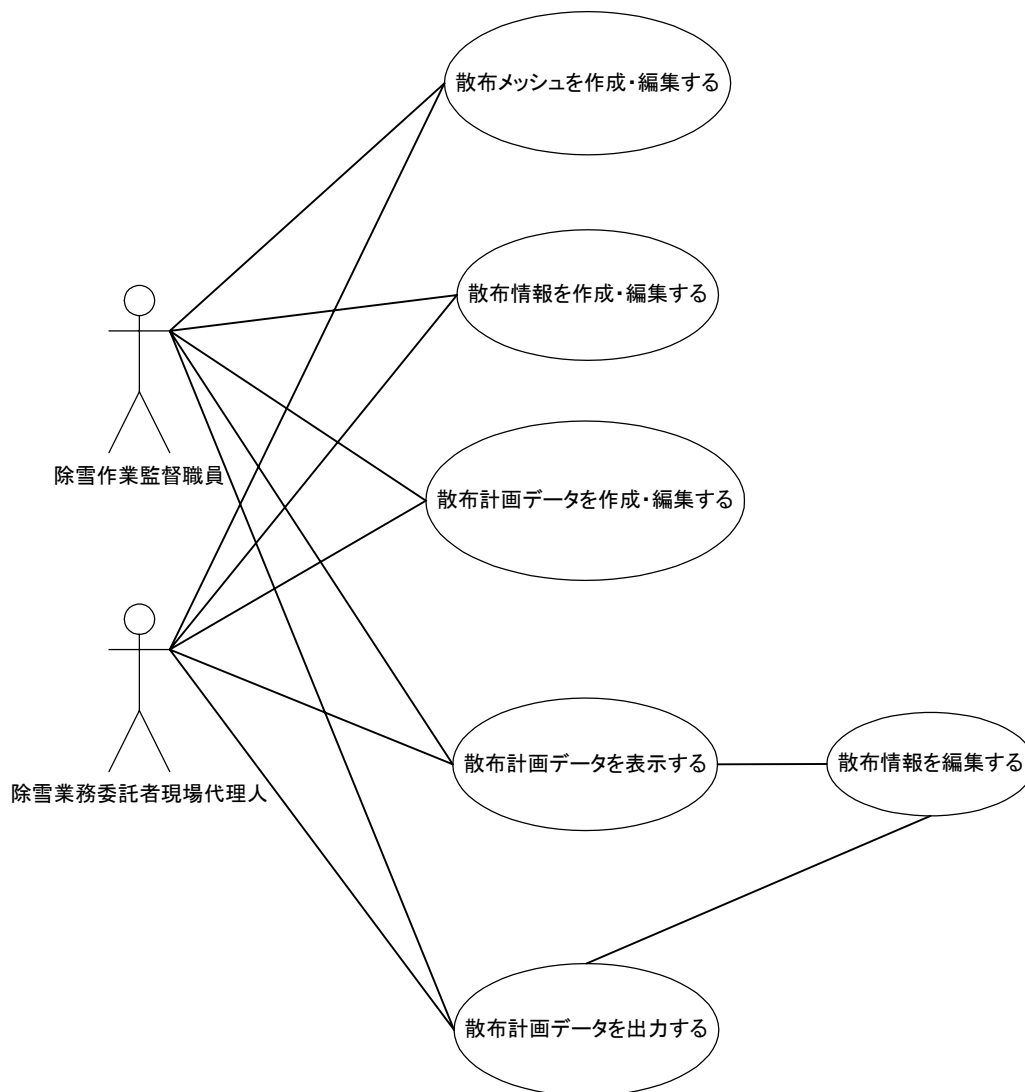 散布メッシュを作成・編集する
散布情報を作成・編集する
除雪作業監督職員
散布計画データを作成・編集する
散布計画データを表示する
散布情報を編集する
除雪業務委託者現場代理人
散布計画データを出力する